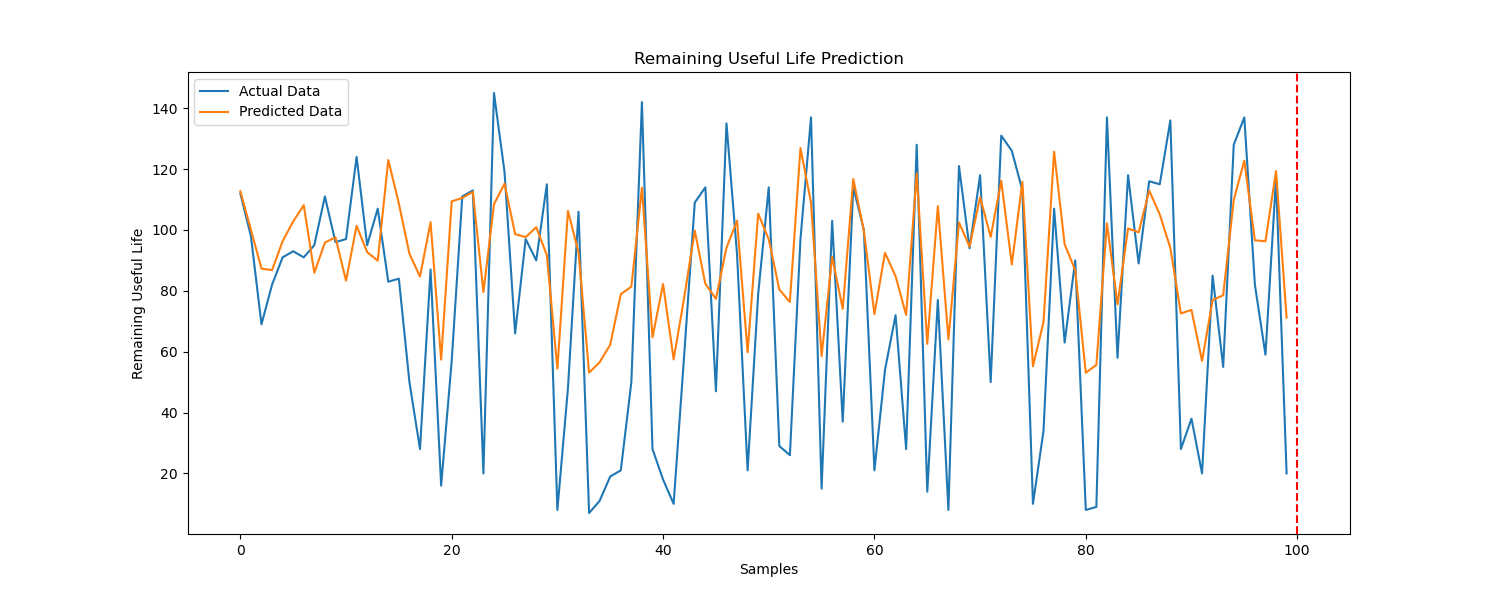 Remaining Useful Life Prediction
Actual Data
Predicted Data
Remaining Useful Life
140
120
100
80
60
40
20
0 20 40 60 80 100
Samples